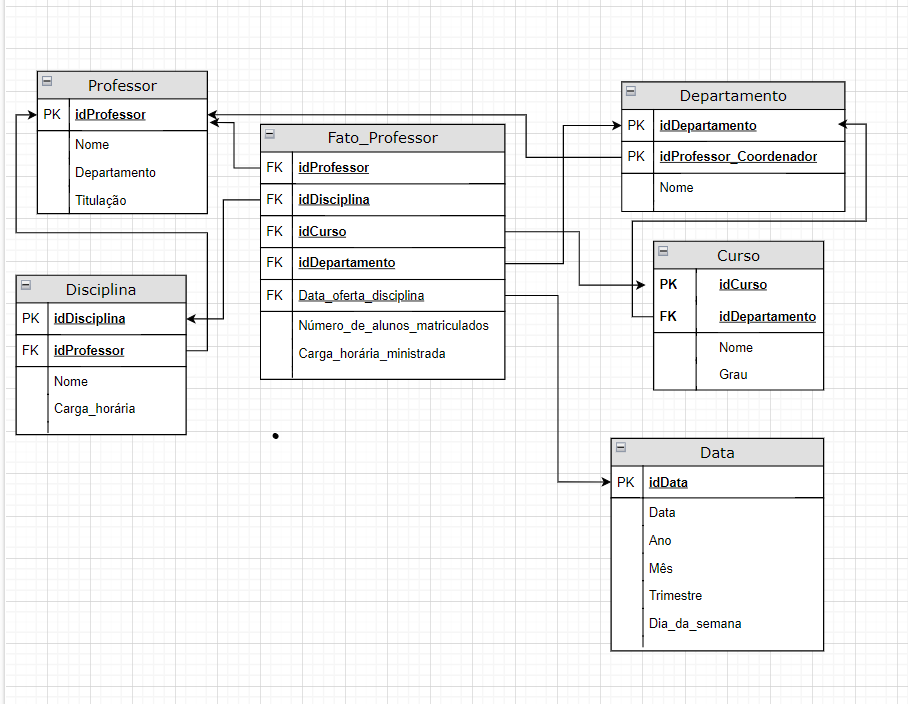 Professor
PK idProfessor
Nome
Departamento
Titulação
Disciplina
PK idDisciplina
FK idProfessor
Nome
Carga_horária
Fato_Professor
FK idProfessor
FK idDisciplina
FK idCurso
FK idDepartamento
FK Data_oferta_disciplina
Número_de_alunos_matriculados
Carga_horária_ministrada
Departamento
PK idDepartamento
PK idProfessor_Coordenador
Nome
Curso
PK idCurso
FK idDepartamento
Nome
Grau
Data
PK idData
Data
Ano
Mês
Trimestre
Dia_da_semana